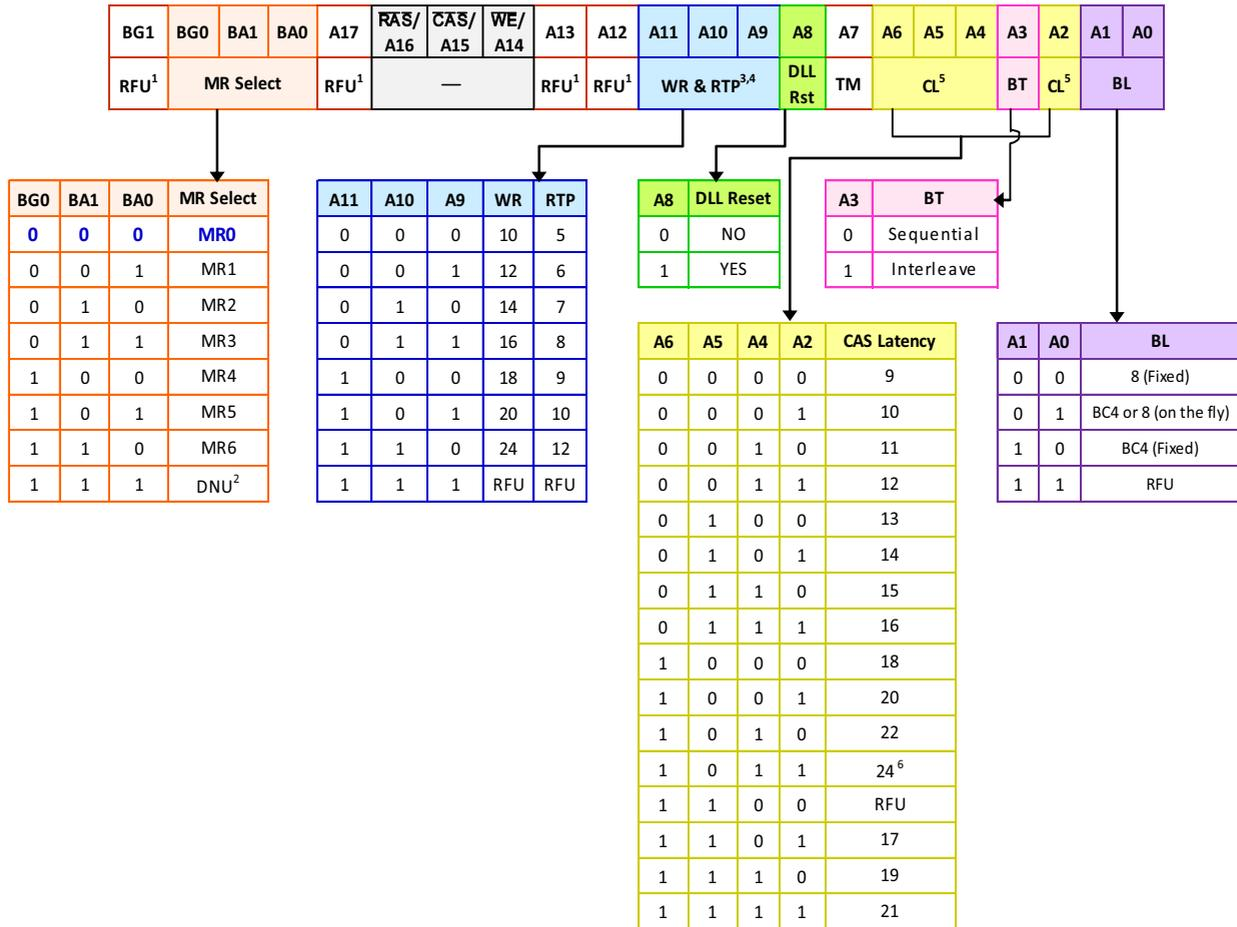 BG1 BG0 BA1 BA0 A17 R̅A̅S̅/ A16 C̅A̅S̅/ A15 W̅E̅/ A14 A13 A12 A11 A10 A9 A8 A7 A6 A5 A4 A3 A2 A1 A0
RFU¹ MR Select RFU¹ — RFU¹ RFU¹ WR & RTP³,⁴ DLL Rst TM CL⁵ BT CL⁵ BL
BG0 BA1 BA0 MR Select
0 0 0 MR0
0 0 1 MR1
0 1 0 MR2
0 1 1 MR3
1 0 0 MR4
1 0 1 MR5
1 1 0 MR6
1 1 1 DNU²
A11 A10 A9 WR RTP
0 0 0 10 5
0 0 1 12 6
0 1 0 14 7
0 1 1 16 8
1 0 0 18 9
1 0 1 20 10
1 1 0 24 12
1 1 1 RFU RFU
A8 DLL Reset
0 NO
1 YES
A3 BT
0 Sequential
1 Interleave
A6 A5 A4 A2 CAS Latency
0 0 0 0 9
0 0 0 1 10
0 0 1 0 11
0 0 1 1 12
0 1 0 0 13
0 1 0 1 14
0 1 1 0 15
0 1 1 1 16
1 0 0 0 18
1 0 0 1 20
1 0 1 0 22
1 0 1 1 24⁶
1 1 0 0 RFU
1 1 0 1 17
1 1 1 0 19
1 1 1 1 21
A1 A0 BL
0 0 8 (Fixed)
0 1 BC4 or 8 (on the fly)
1 0 BC4 (Fixed)
1 1 RFU